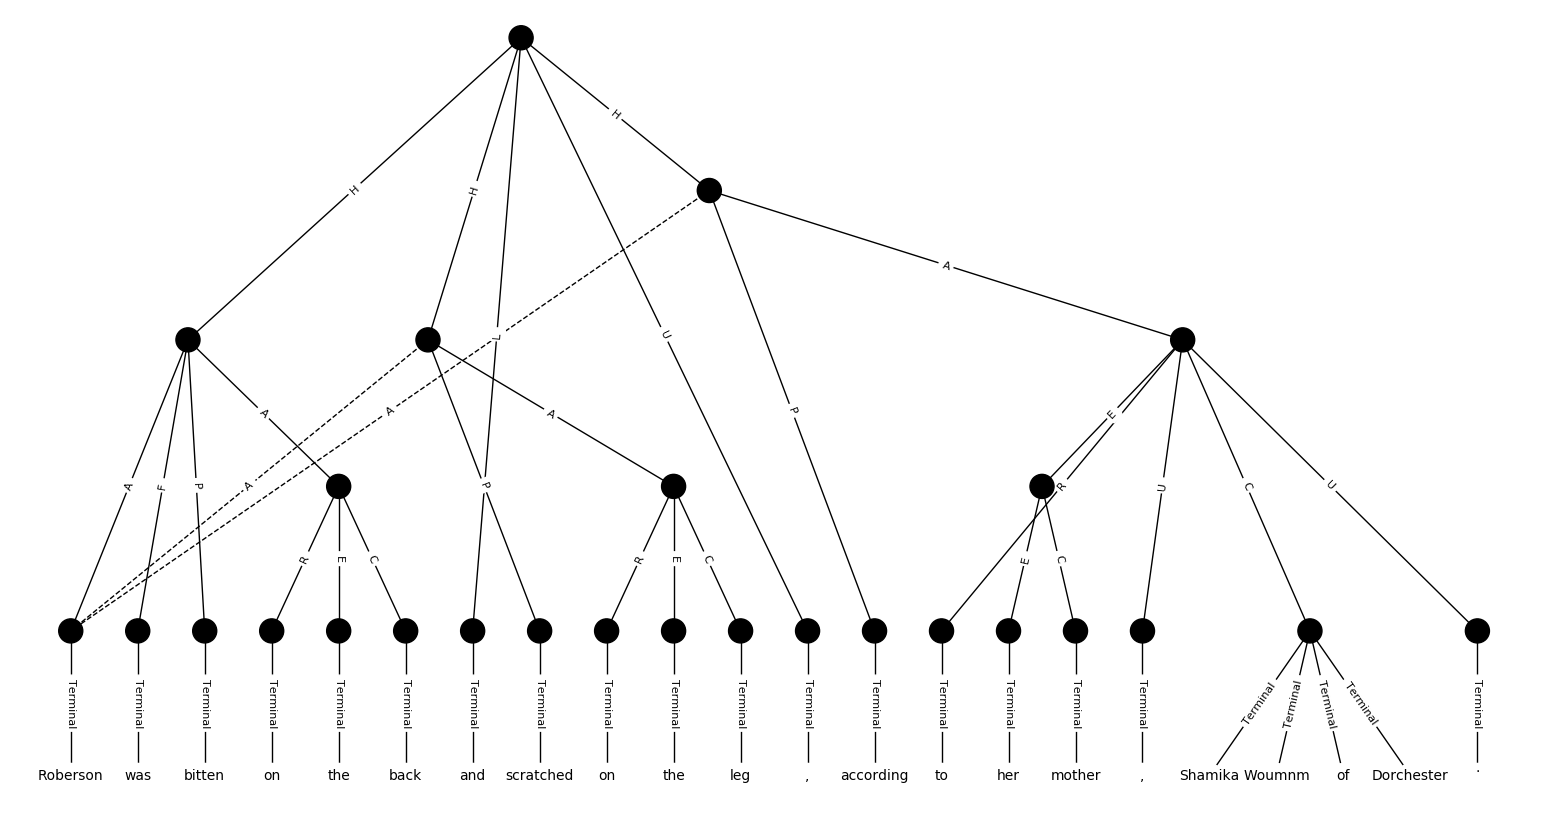 H
H
H
A
L
U
A
A
A
P
A
E
A
F
P
A
P
R
U
C
U
R
E
C
R
E
C
E
C
Terminal Terminal Terminal Terminal Terminal Terminal Terminal Terminal Terminal Terminal Terminal Terminal Terminal Terminal Terminal Terminal Terminal Terminal Terminal Terminal Terminal Terminal
Roberson was bitten on the back and scratched on the leg , according to her mother , Shamika Woumnm of Dorchester .